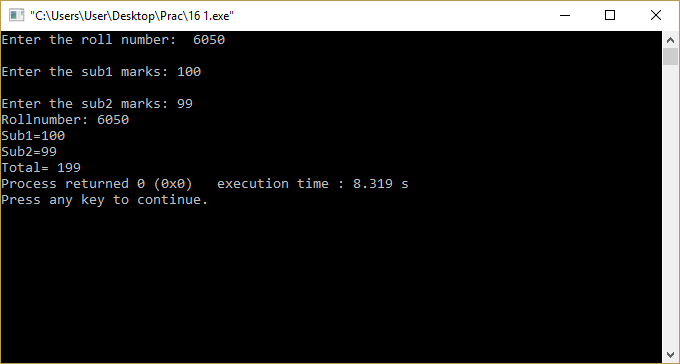 "C:\Users\User\Desktop\Prac\16 1.exe"
Enter the roll number:  6050
Enter the sub1 marks: 100
Enter the sub2 marks: 99
Rollnumber: 6050
Sub1=100
Sub2=99
Total= 199
Process returned 0 (0x0)   execution time : 8.319 s
Press any key to continue.